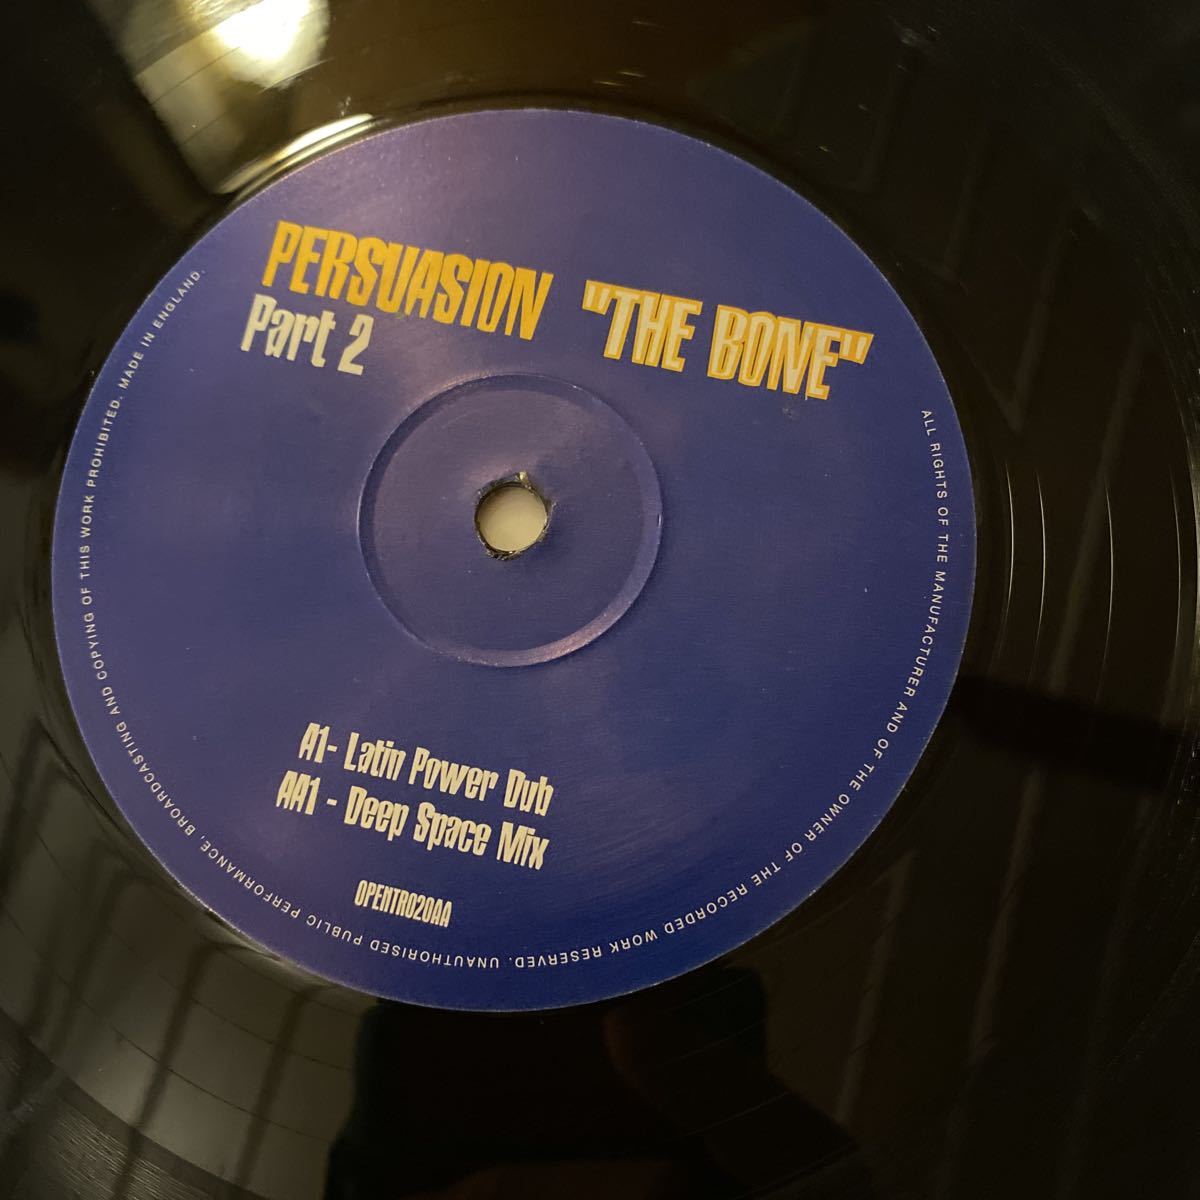 PERSUASION "THE BONE"
Part 2
A1- Latin Power Dub
AA1 - Deep Space Mix
OPENTR020AA
ALL RIGHTS OF THE MANUFACTURER AND OF THE OWNER OF THE RECORDED WORK RESERVED. UNAUTHORISED PUBLIC PERFORMANCE, BROARDCASTING AND COPYING OF THIS WORK PROHIBITED. MADE IN ENGLAND.